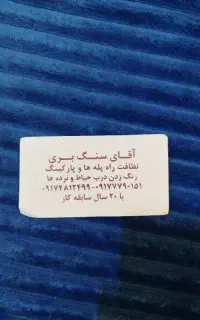 آقای سنگ بری
نظافت راه پله ها و پارکینگ
رنگ زدن درب حیاط و نرده ها
۰۹۱۷۴۸۱۲۴۹۹-۰۹۱۷۷۷۹۰۱۵۱
با ۲۰ سال سابقه کار